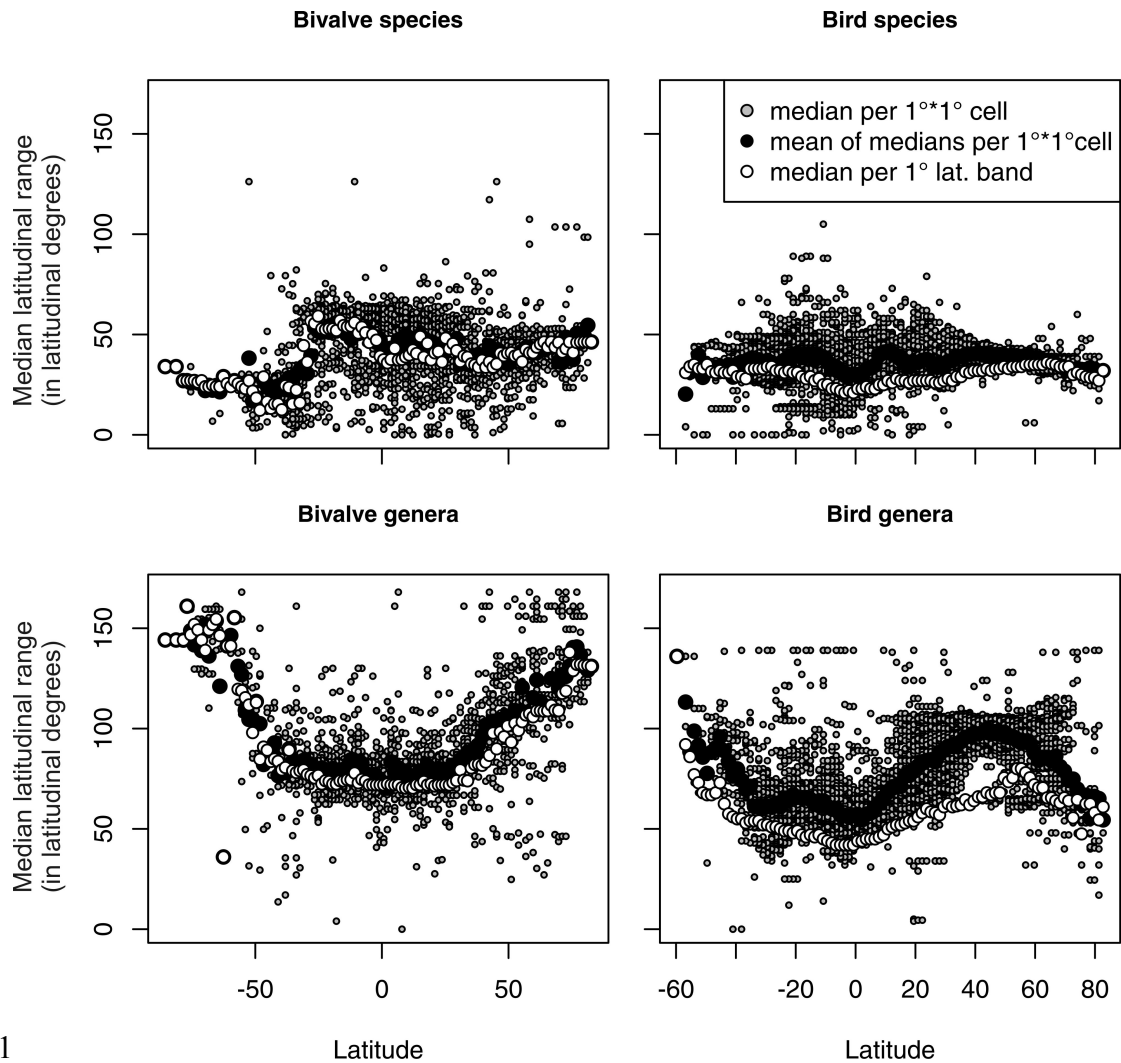 Bivalve species
Bird species
Median latitudinal range
(in latitudinal degrees)
0 50 100 150
median per 1°*1° cell
mean of medians per 1°*1°cell
median per 1° lat. band
Bivalve genera
Bird genera
Median latitudinal range
(in latitudinal degrees)
0 50 100 150
-50 0 50
-60 -20 0 20 40 60 80
Latitude
Latitude
1